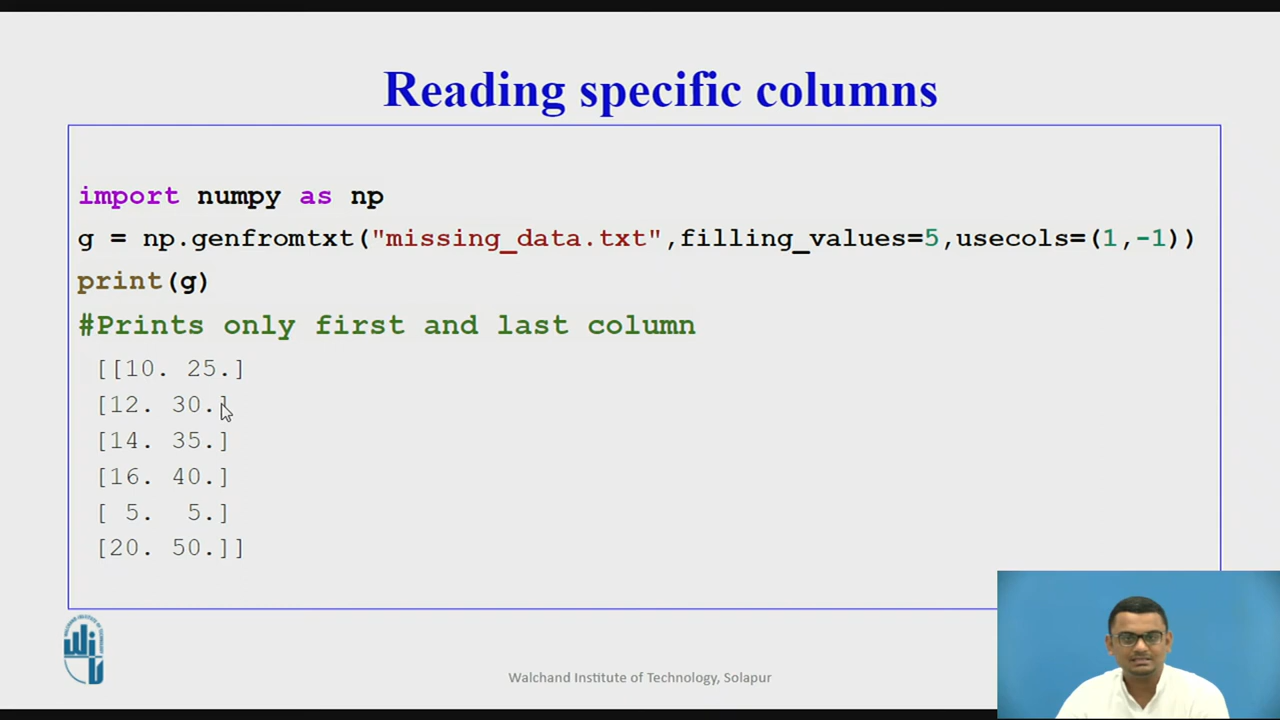 Reading specific columns
import numpy as np
g = np.genfromtxt("missing_data.txt",filling_values=5,usecols=(1,-1))
print(g)
#Prints only first and last column
[[10. 25.]
[12. 30.]
[14. 35.]
[16. 40.]
[ 5. 5.]
[20. 50.]]
Walchand Institute of Technology, Solapur